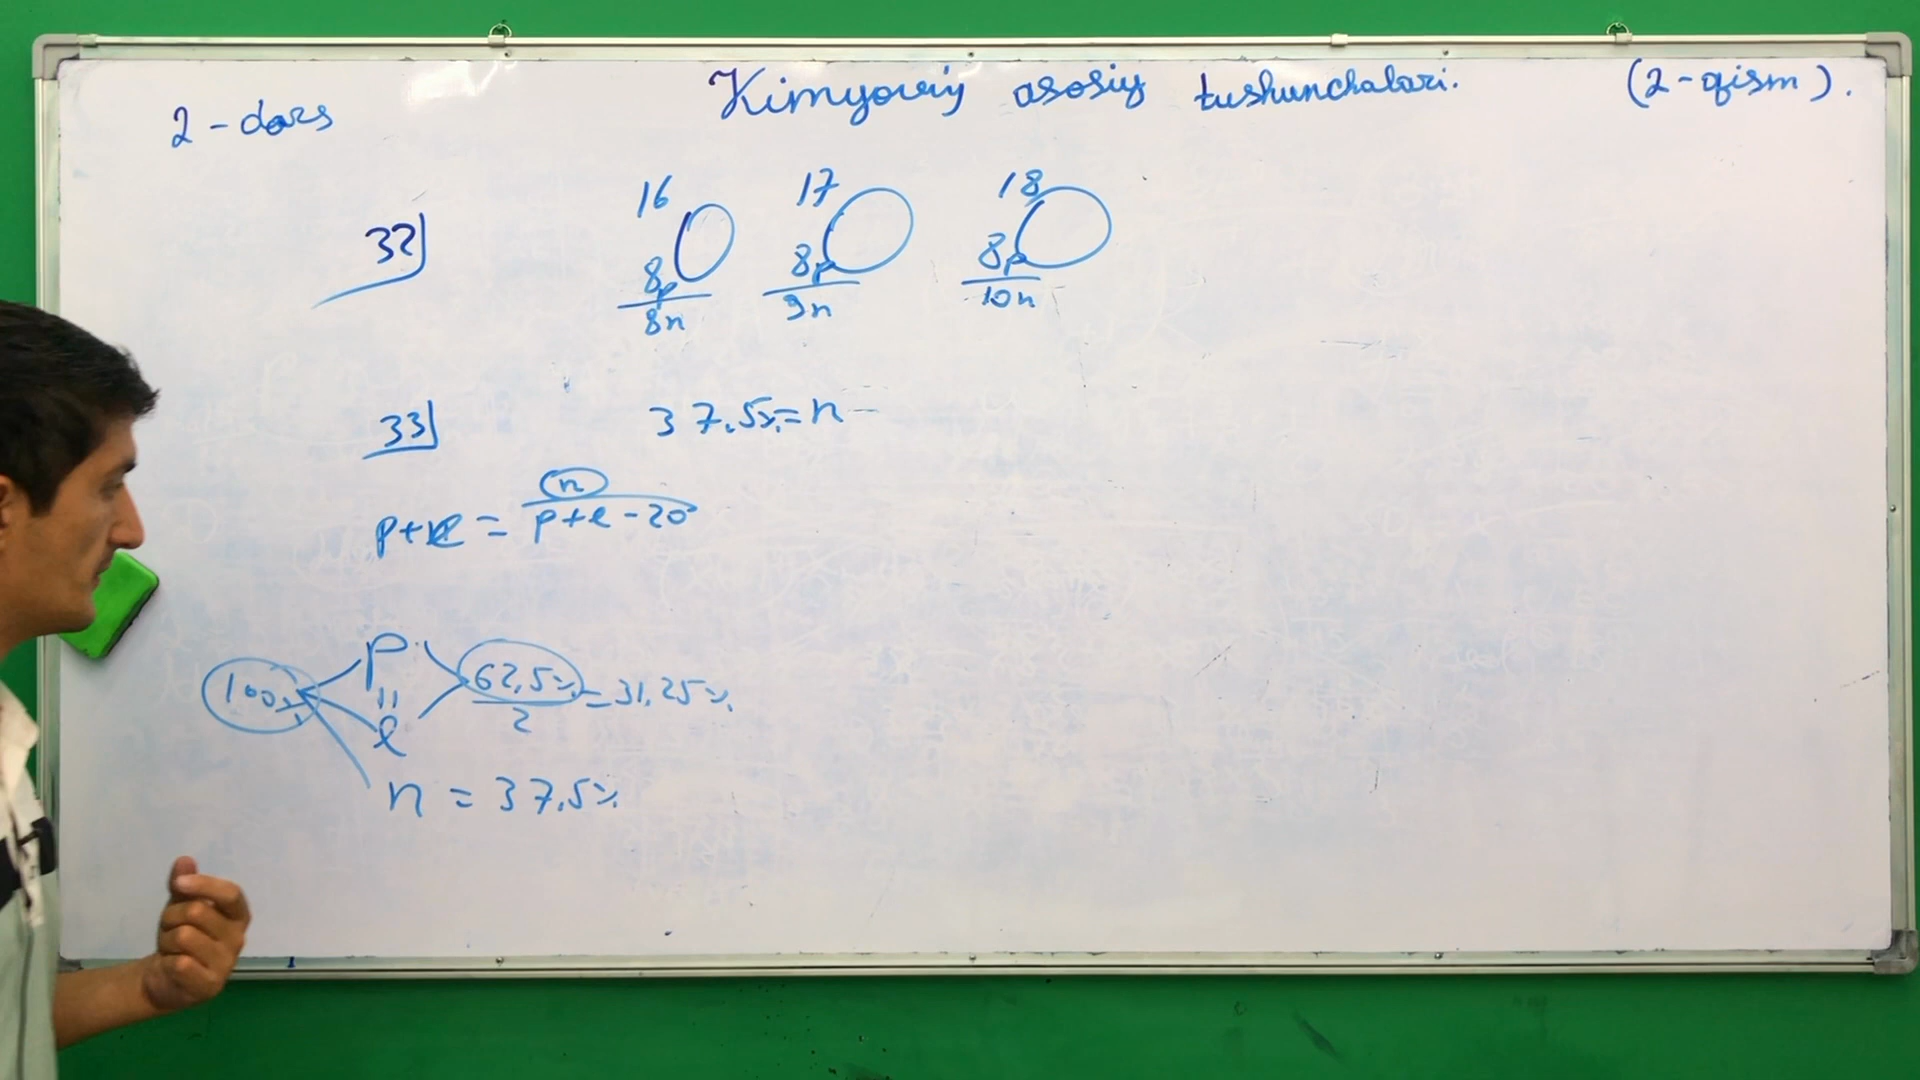 2-dars Kimyoviy asosiy tushunchalari. (2-qism).
32) 16 17 18
8p O 8p O 8p O
8n 9n 10n
33) 37.5%=n
n
p+e = p+e-20
P 62,5% = 31.25%
100% = 2
e
n = 37,5%